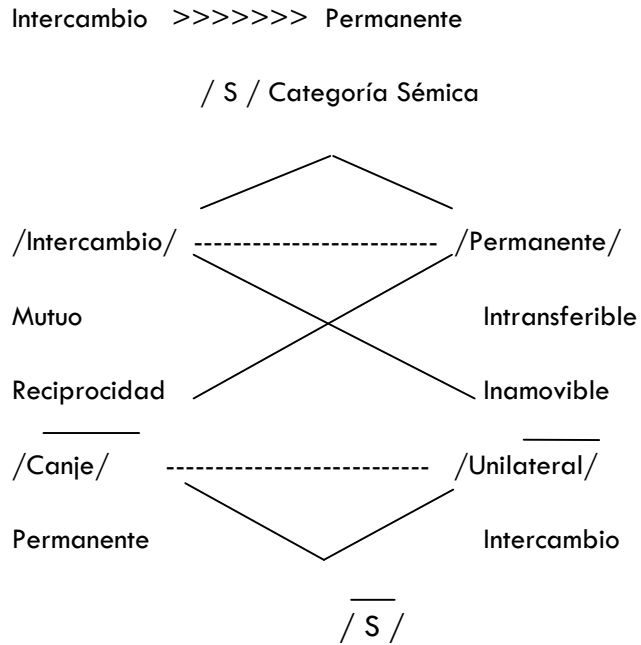 Intercambio >>>>>>> Permanente
/ S / Categoría Sémica
/Intercambio/ ---------------------- /Permanente/
Mutuo Intransferible
Reciprocidad Inamovible
/Canje/ ------------------------ /Unilateral/
Permanente Intercambio
/ S /